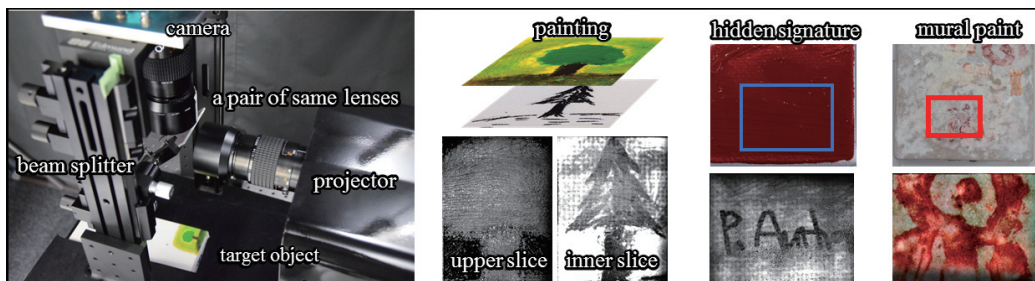 camera
a pair of same lenses
beam splitter
projector
target object
painting
upper slice
inner slice
hidden signature
P. Auth
mural paint